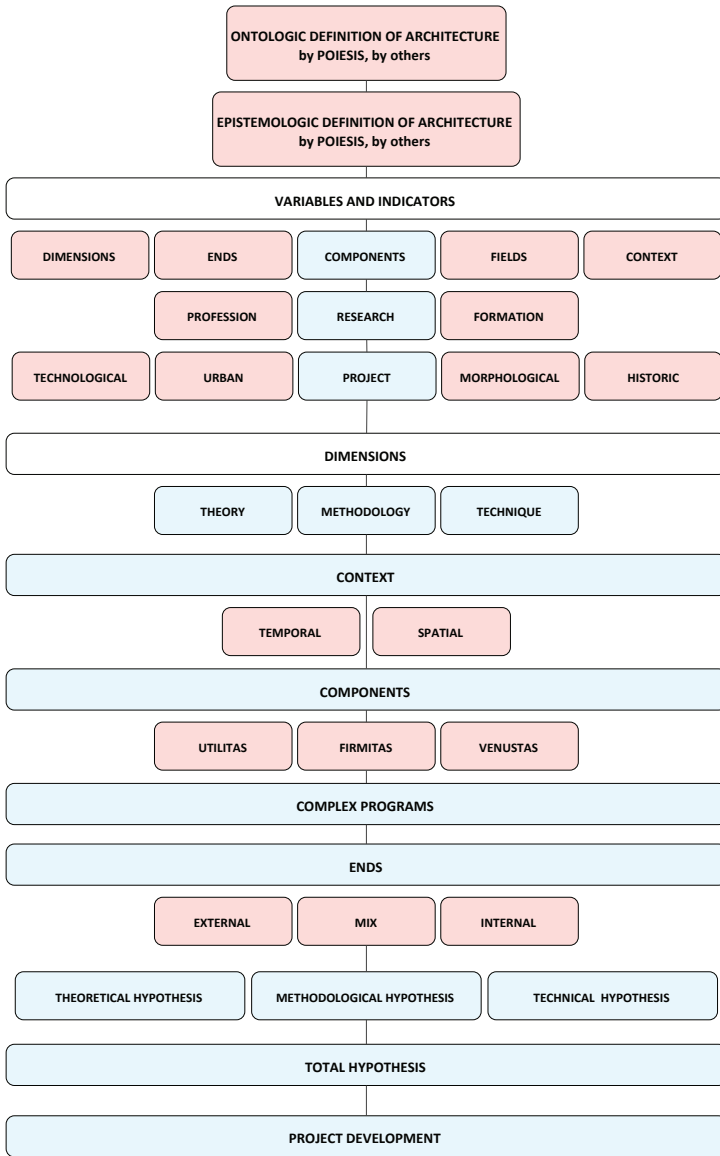 ONTOLOGIC DEFINITION OF ARCHITECTURE
by POIESIS, by others
EPISTEMOLOGIC DEFINITION OF ARCHITECTURE
by POIESIS, by others
VARIABLES AND INDICATORS
DIMENSIONS ENDS COMPONENTS FIELDS CONTEXT
PROFESSION RESEARCH FORMATION
TECHNOLOGICAL URBAN PROJECT MORPHOLOGICAL HISTORIC
DIMENSIONS
THEORY METHODOLOGY TECHNIQUE
CONTEXT
TEMPORAL SPATIAL
COMPONENTS
UTILITAS FIRMITAS VENUSTAS
COMPLEX PROGRAMS
ENDS
EXTERNAL MIX INTERNAL
THEORETICAL HYPOTHESIS METHODOLOGICAL HYPOTHESIS TECHNICAL HYPOTHESIS
TOTAL HYPOTHESIS
PROJECT DEVELOPMENT